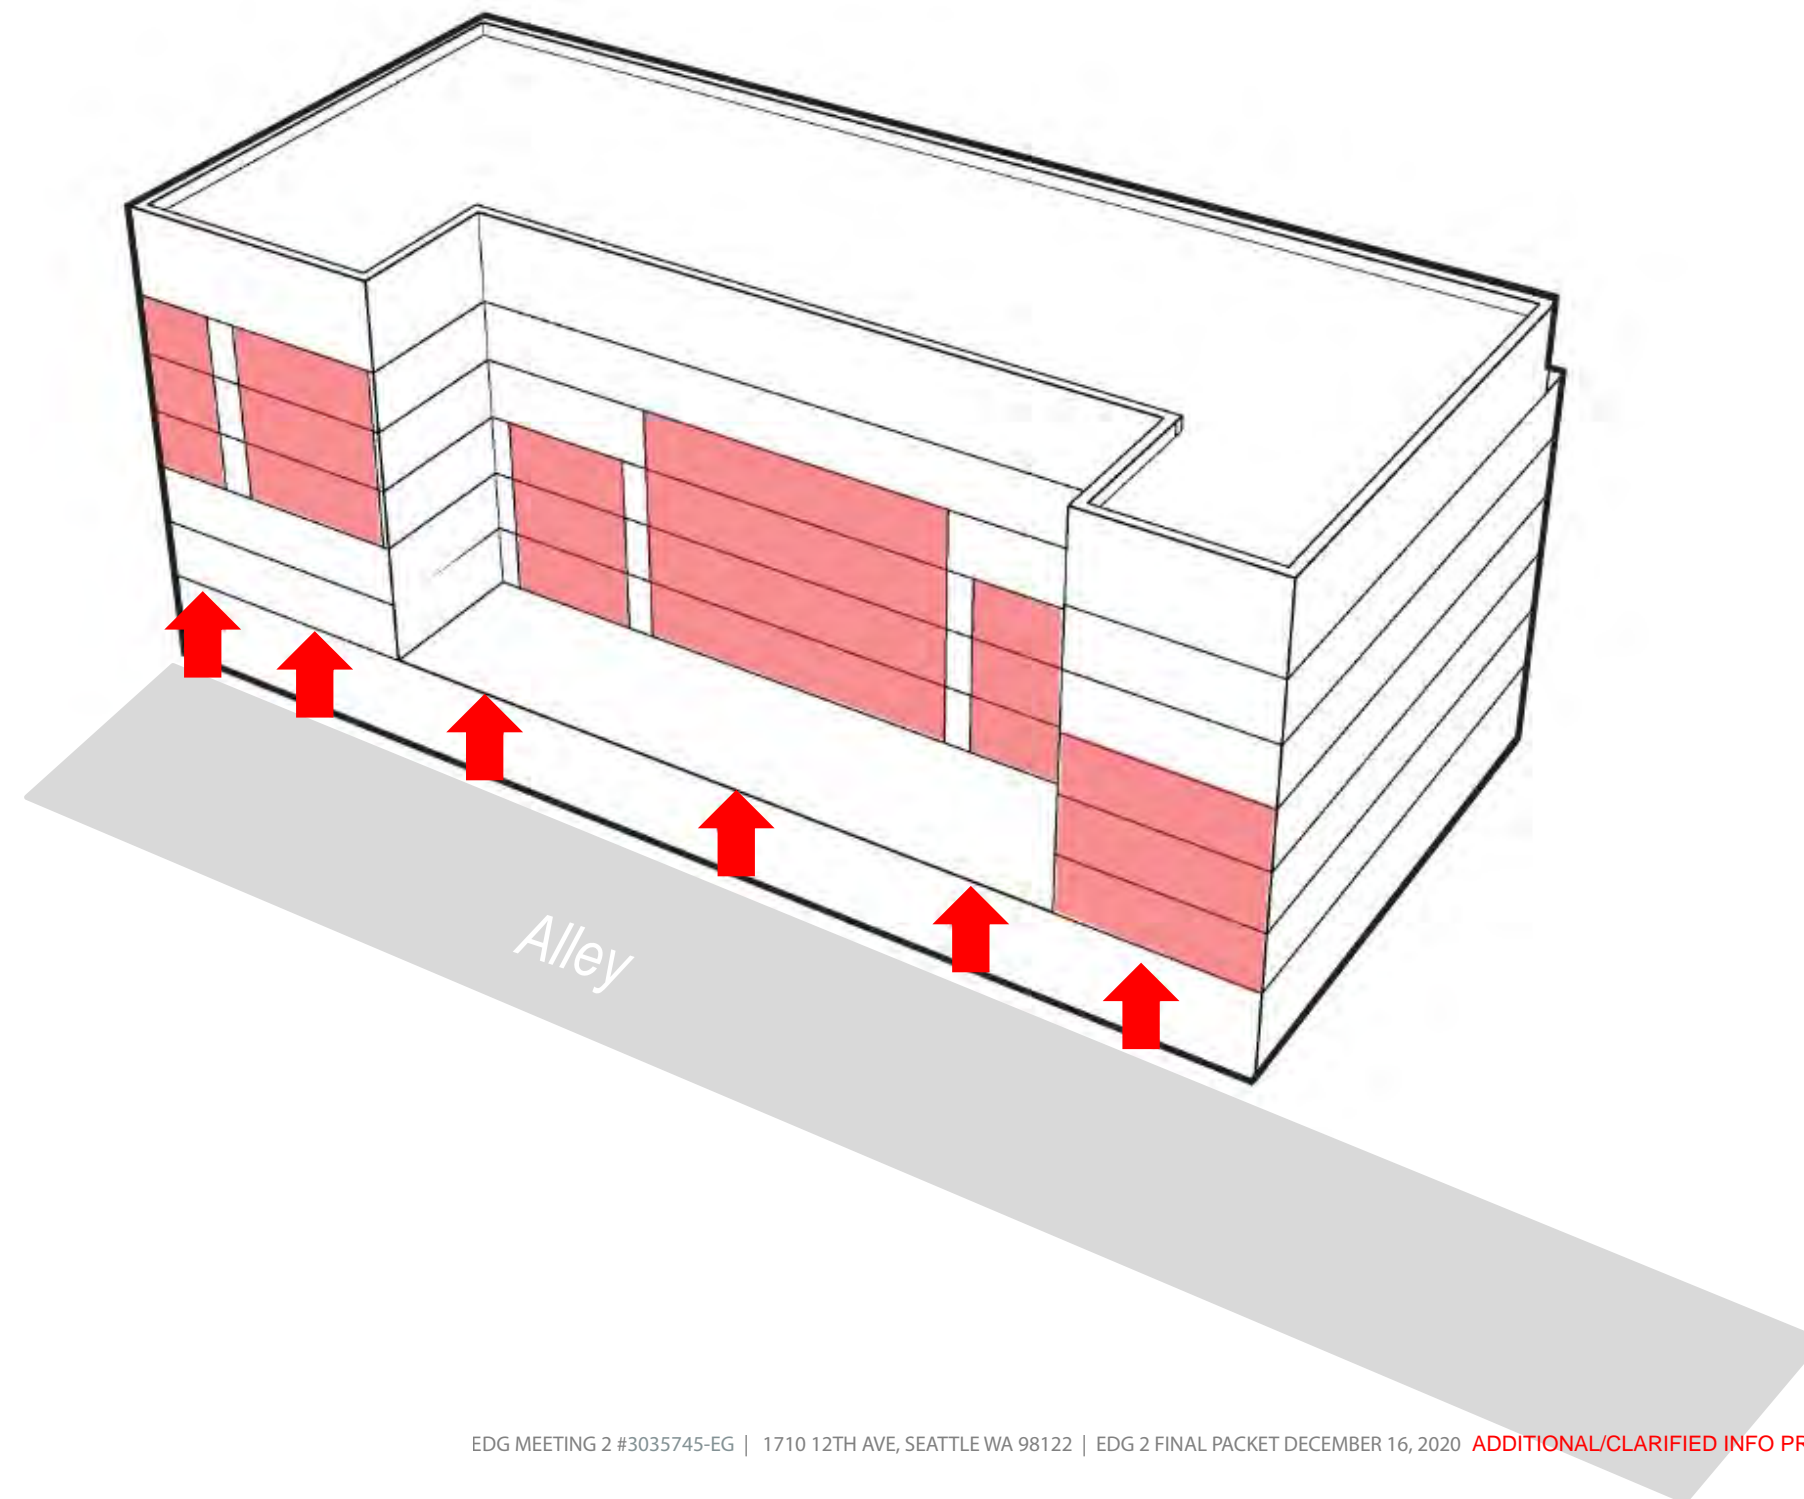 Alley
EDG MEETING 2 #3035745-EG | 1710 12TH AVE, SEATTLE WA 98122 | EDG 2 FINAL PACKET DECEMBER 16, 2020 ADDITIONAL/CLARIFIED INFO PR